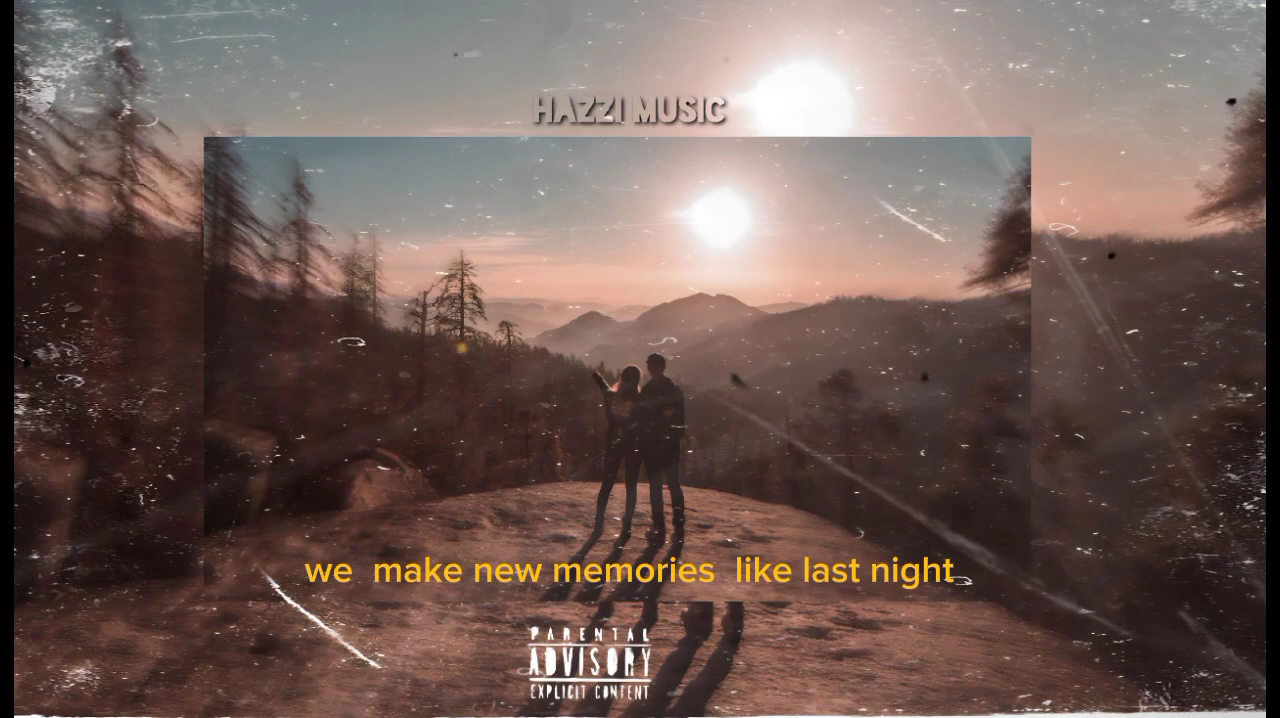 HAZZI MUSIC
we make new memories like last night
PARENTAL
ADVISORY
EXPLICIT CONTENT